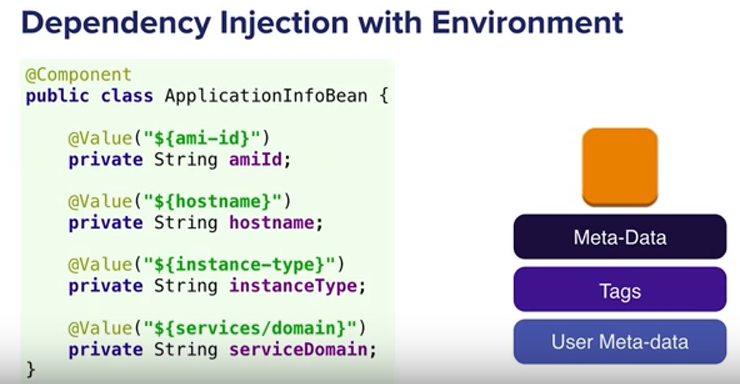 Dependency Injection with Environment
@Component
public class ApplicationInfoBean {
@Value("${ami-id}")
private String amiId;
@Value("${hostname}")
private String hostname;
@Value("${instance-type}")
private String instanceType;
@Value("${services/domain}")
private String serviceDomain;
}
Meta-Data
Tags
User Meta-data